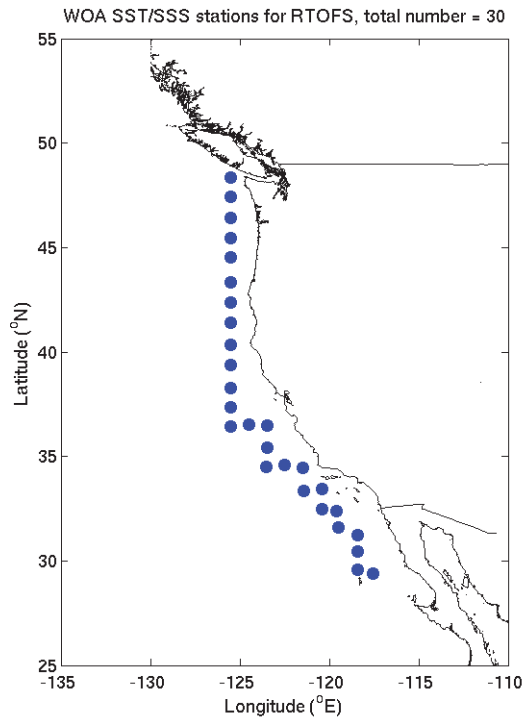 WOA SST/SSS stations for RTOFS, total number = 30
55
50
45
40
35
30
25
Latitude (°N)
-135 -130 -125 -120 -115 -110
Longitude (°E)